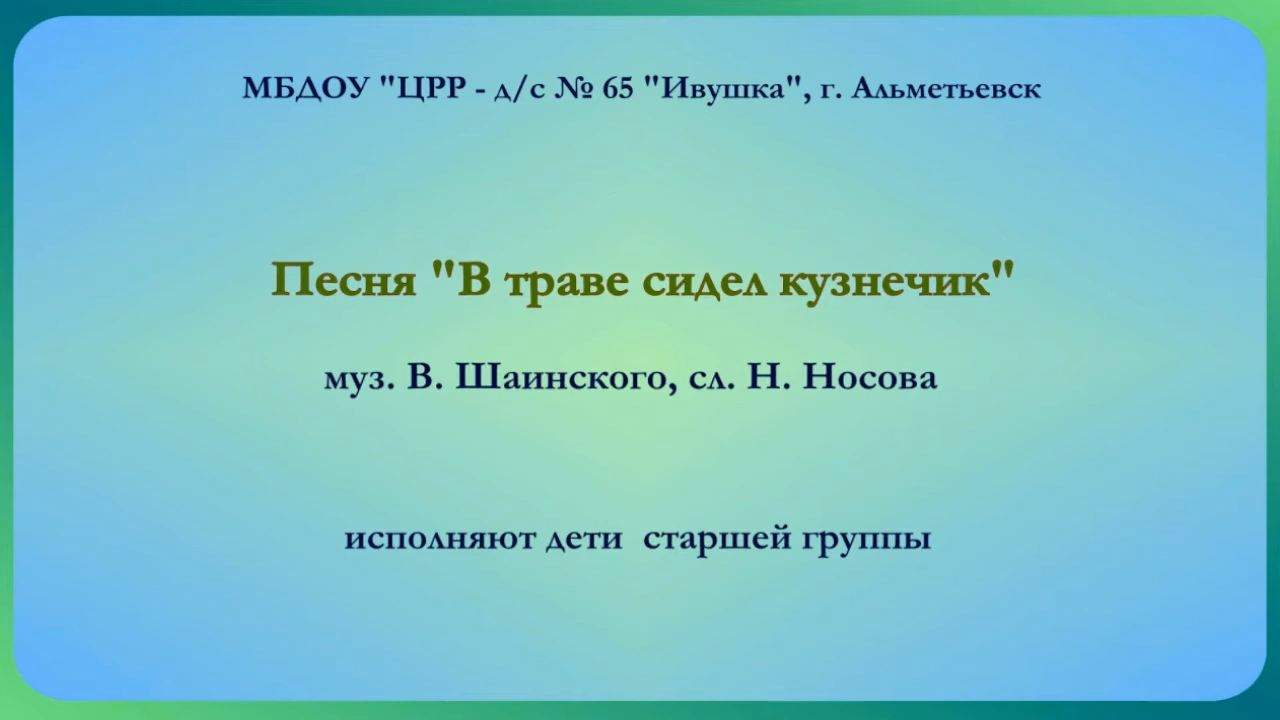 МБДОУ "ЦРР - д/с № 65 "Ивушка", г. Альметьевск
Песня "В траве сидел кузнечик"
муз. В. Шаинского, сл. Н. Носова
исполняют дети старшей группы